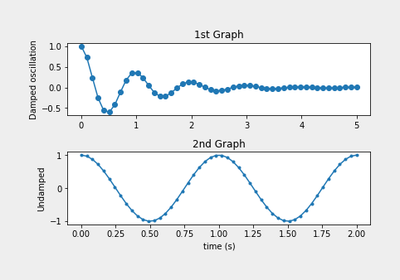 1st Graph
Damped oscillation
1.0
0.5
0.0
−0.5
0 1 2 3 4 5
2nd Graph
Undamped
1
0
−1
0.00 0.25 0.50 0.75 1.00 1.25 1.50 1.75 2.00
time (s)